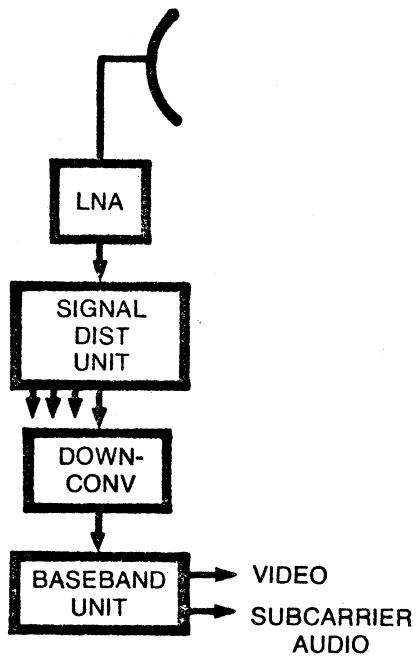 LNA
SIGNAL
DIST
UNIT
DOWN-
CONV
BASEBAND
UNIT
VIDEO
SUBCARRIER
AUDIO